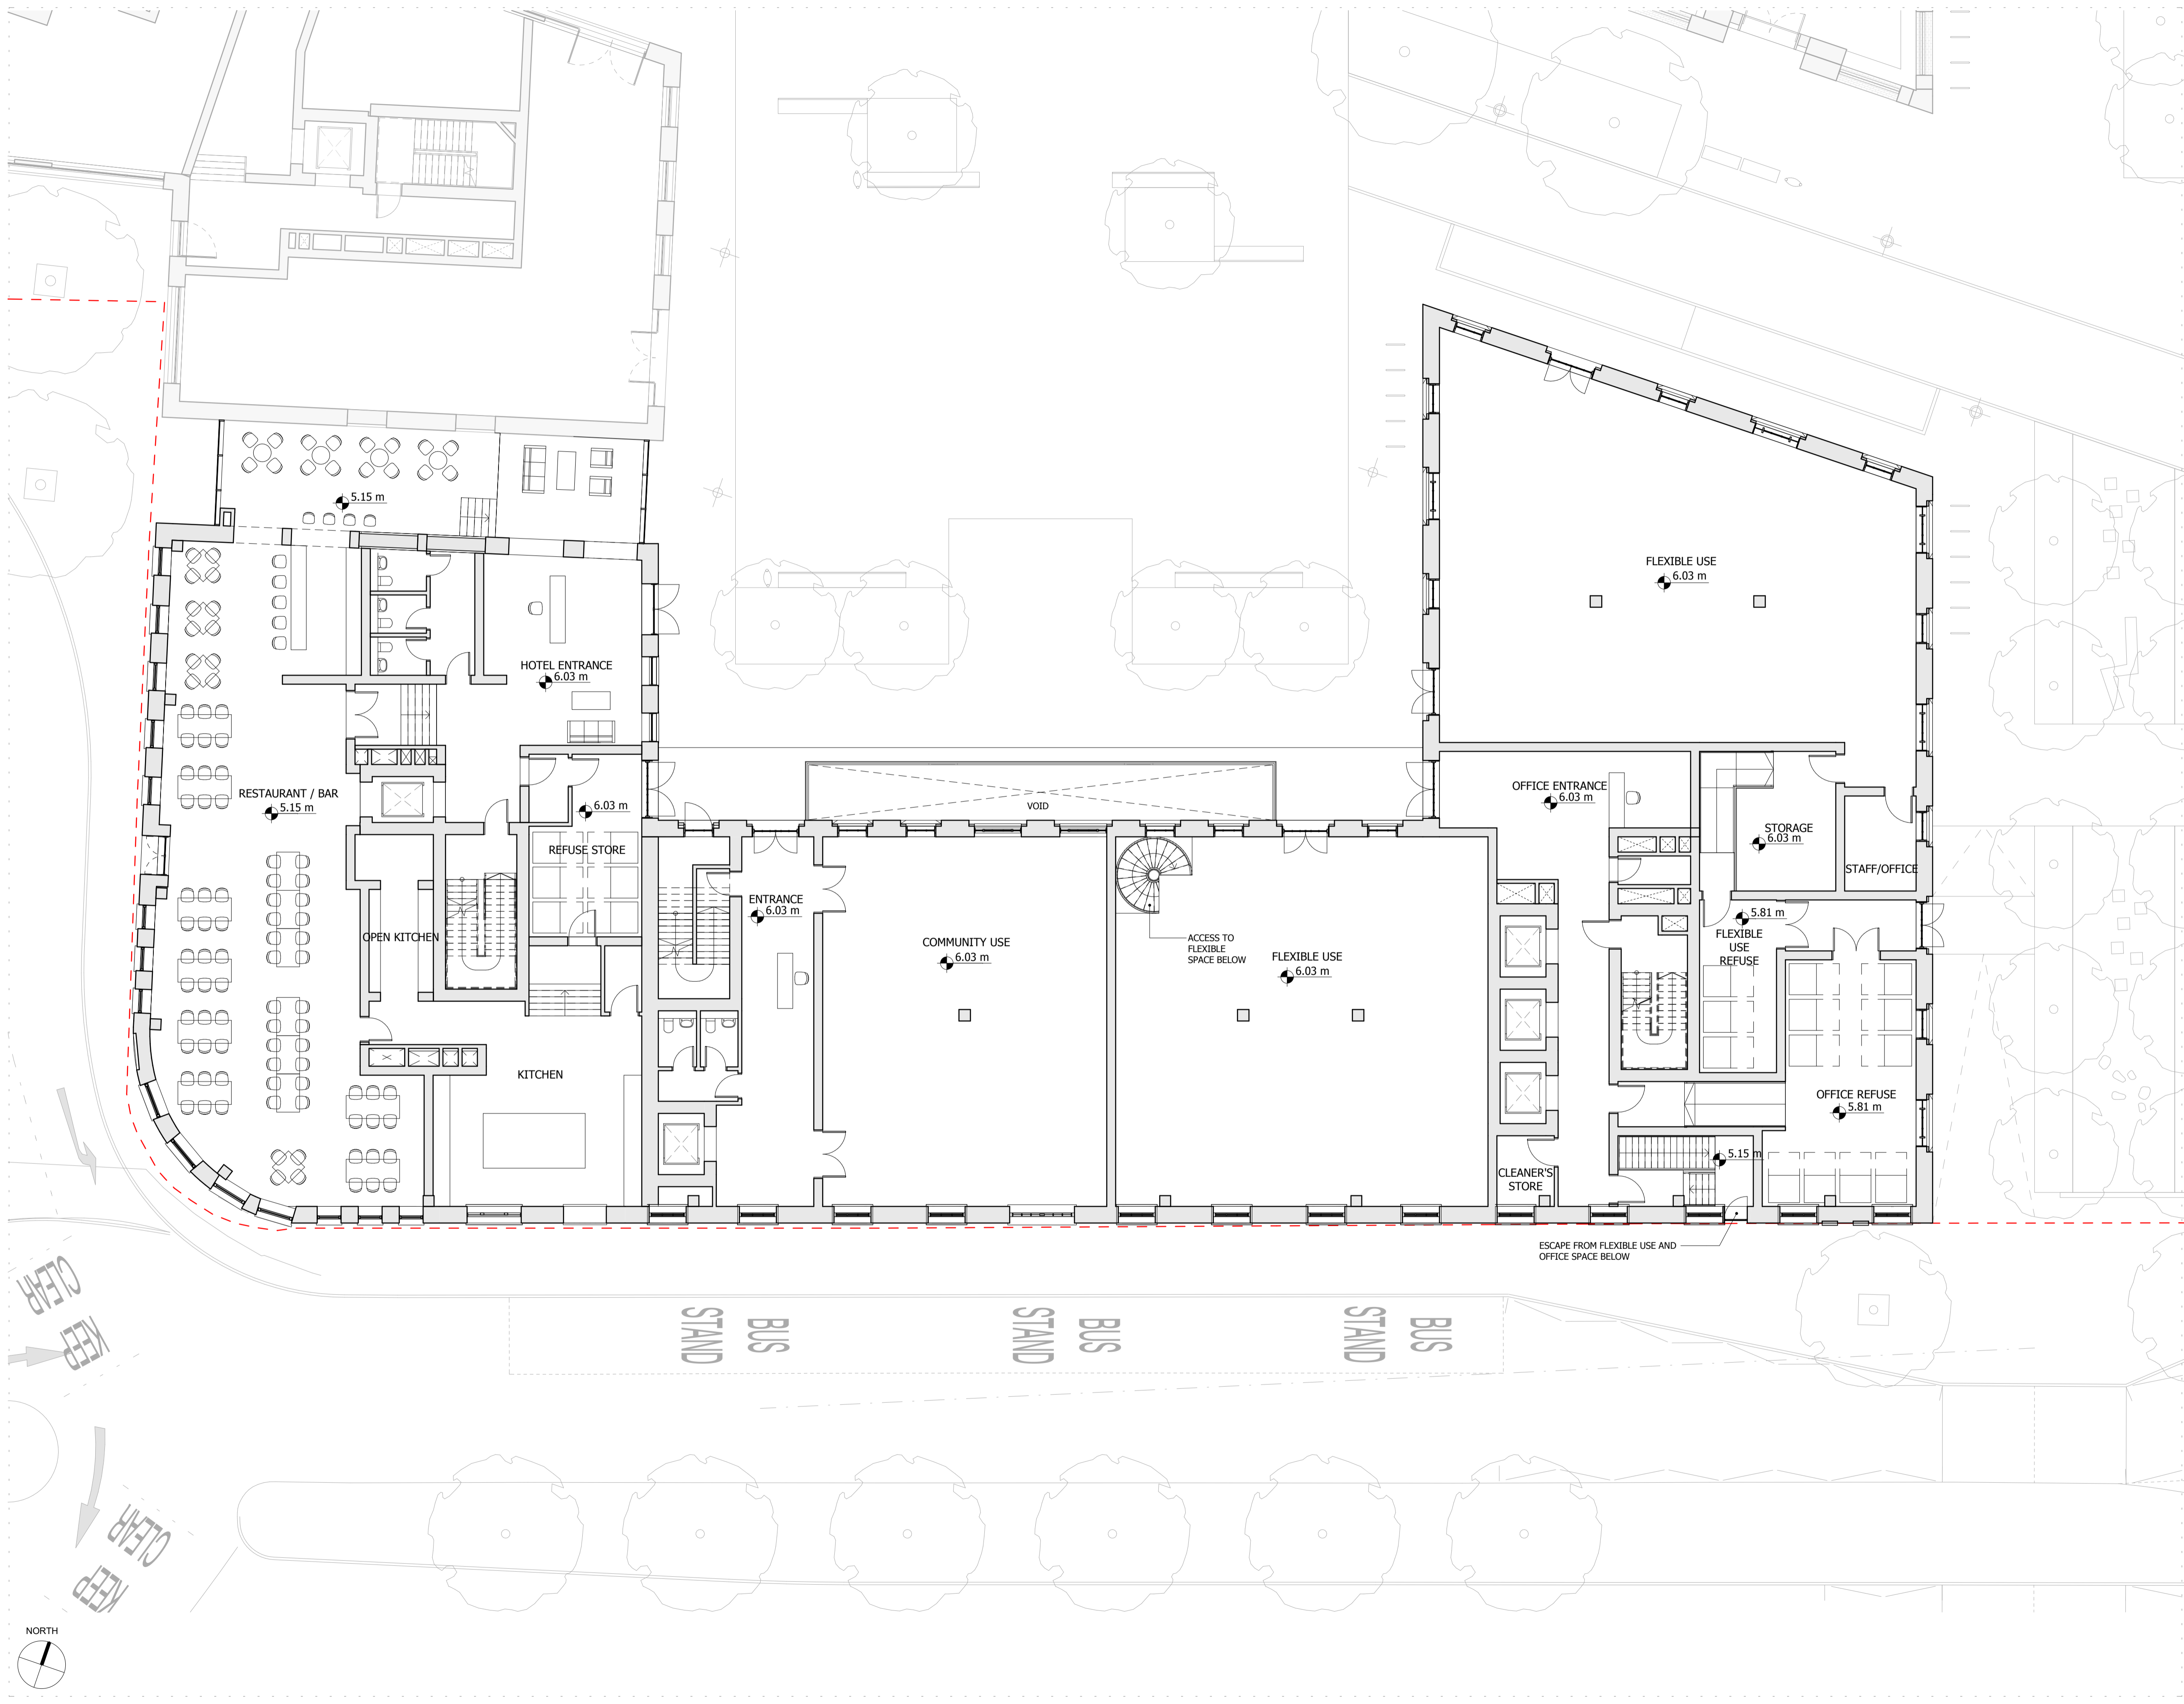 5.15 m
FLEXIBLE USE
6.03 m
HOTEL ENTRANCE
6.03 m
RESTAURANT / BAR
5.15 m
6.03 m
REFUSE STORE
VOID
OFFICE ENTRANCE
6.03 m
STORAGE
6.03 m
STAFF/OFFICE
ENTRANCE
6.03 m
OPEN KITCHEN
COMMUNITY USE
6.03 m
ACCESS TO
FLEXIBLE
SPACE BELOW
FLEXIBLE USE
6.03 m
5.81 m
FLEXIBLE
USE
REFUSE
KITCHEN
OFFICE REFUSE
5.81 m
CLEANER'S
STORE
5.15 m
ESCAPE FROM FLEXIBLE USE AND
OFFICE SPACE BELOW
KEEP
CLEAR
BUS
STAND
BUS
STAND
BUS
STAND
KEEP
CLEAR
NORTH